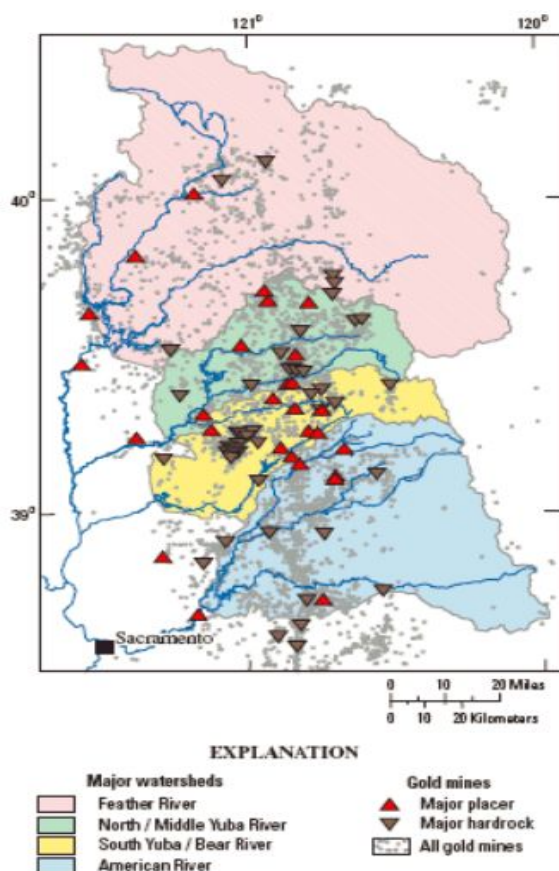 121° 120°
40°
39°
Sacramento
0 10 20 Miles
0 10 20 Kilometers
EXPLANATION
Major watersheds
Feather River
North / Middle Yuba River
South Yuba / Bear River
American River
Gold mines
Major placer
Major hardrock
All gold mines